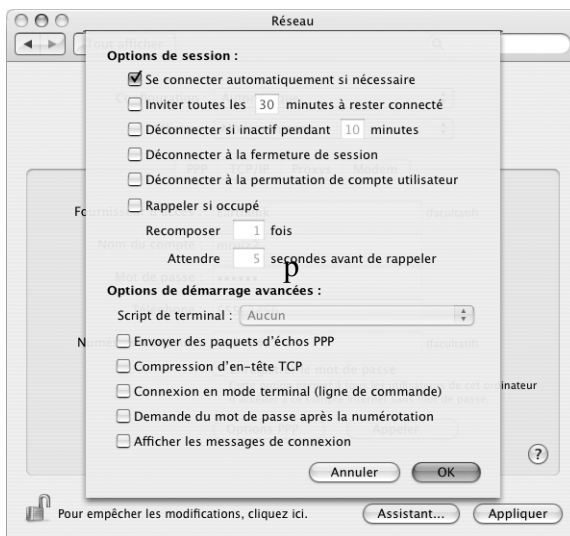 Réseau
Tout afficher
Options de session :
Se connecter automatiquement si nécessaire
Inviter toutes les 30 minutes à rester connecté
Déconnecter si inactif pendant 10 minutes
Déconnecter à la fermeture de session
Déconnecter à la permutation de compte utilisateur
Rappeler si occupé
Recomposer 1 fois
Attendre 5 secondes avant de rappeler
p
Options de démarrage avancées :
Script de terminal : Aucun
Envoyer des paquets d'échos PPP
Compression d'en-tête TCP
Connexion en mode terminal (ligne de commande)
Demande du mot de passe après la numérotation
Afficher les messages de connexion
Annuler OK
?
Pour empêcher les modifications, cliquez ici. Assistant... Appliquer